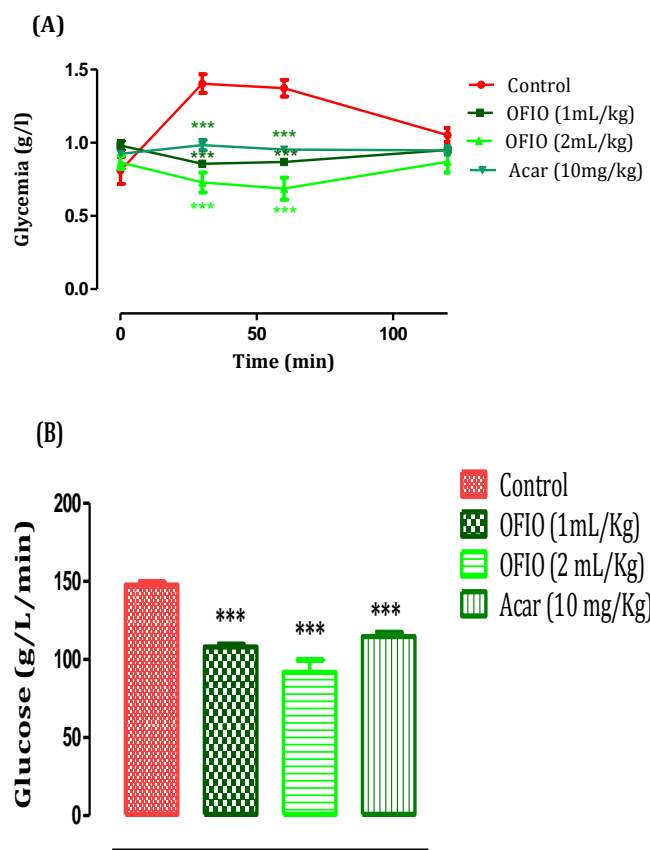 (A)
1.5
1.0
0.5
0.0
Glycemia (g/l)
***
***
***
***
***
***
0
50
100
Time (min)
Control
OFIO (1mL/kg)
OFIO (2mL/kg)
Acar (10mg/kg)
(B)
200
150
100
50
0
Glucose (g/L/min)
***
***
***
Control
OFIO (1mL/Kg)
OFIO (2 mL/Kg)
Acar (10 mg/Kg)